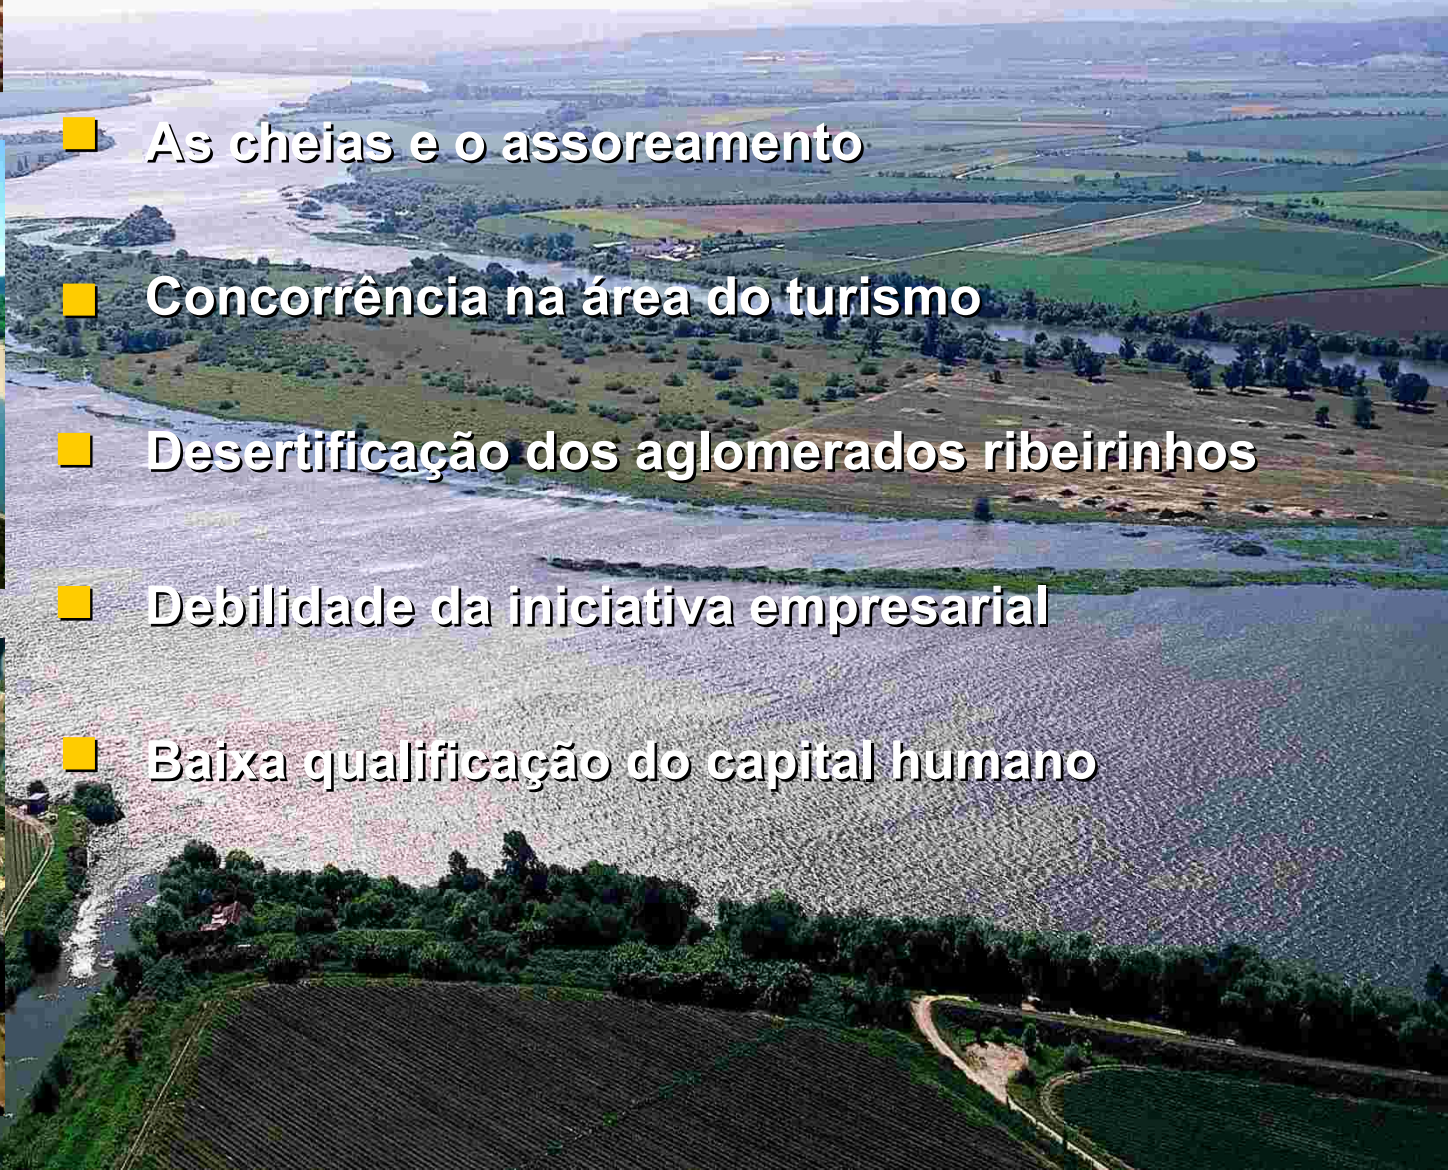 As cheias e o assoreamento
Concorrência na área do turismo
Desertificação dos aglomerados ribeirinhos
Debilidade da iniciativa empresarial
Baixa qualificação do capital humano